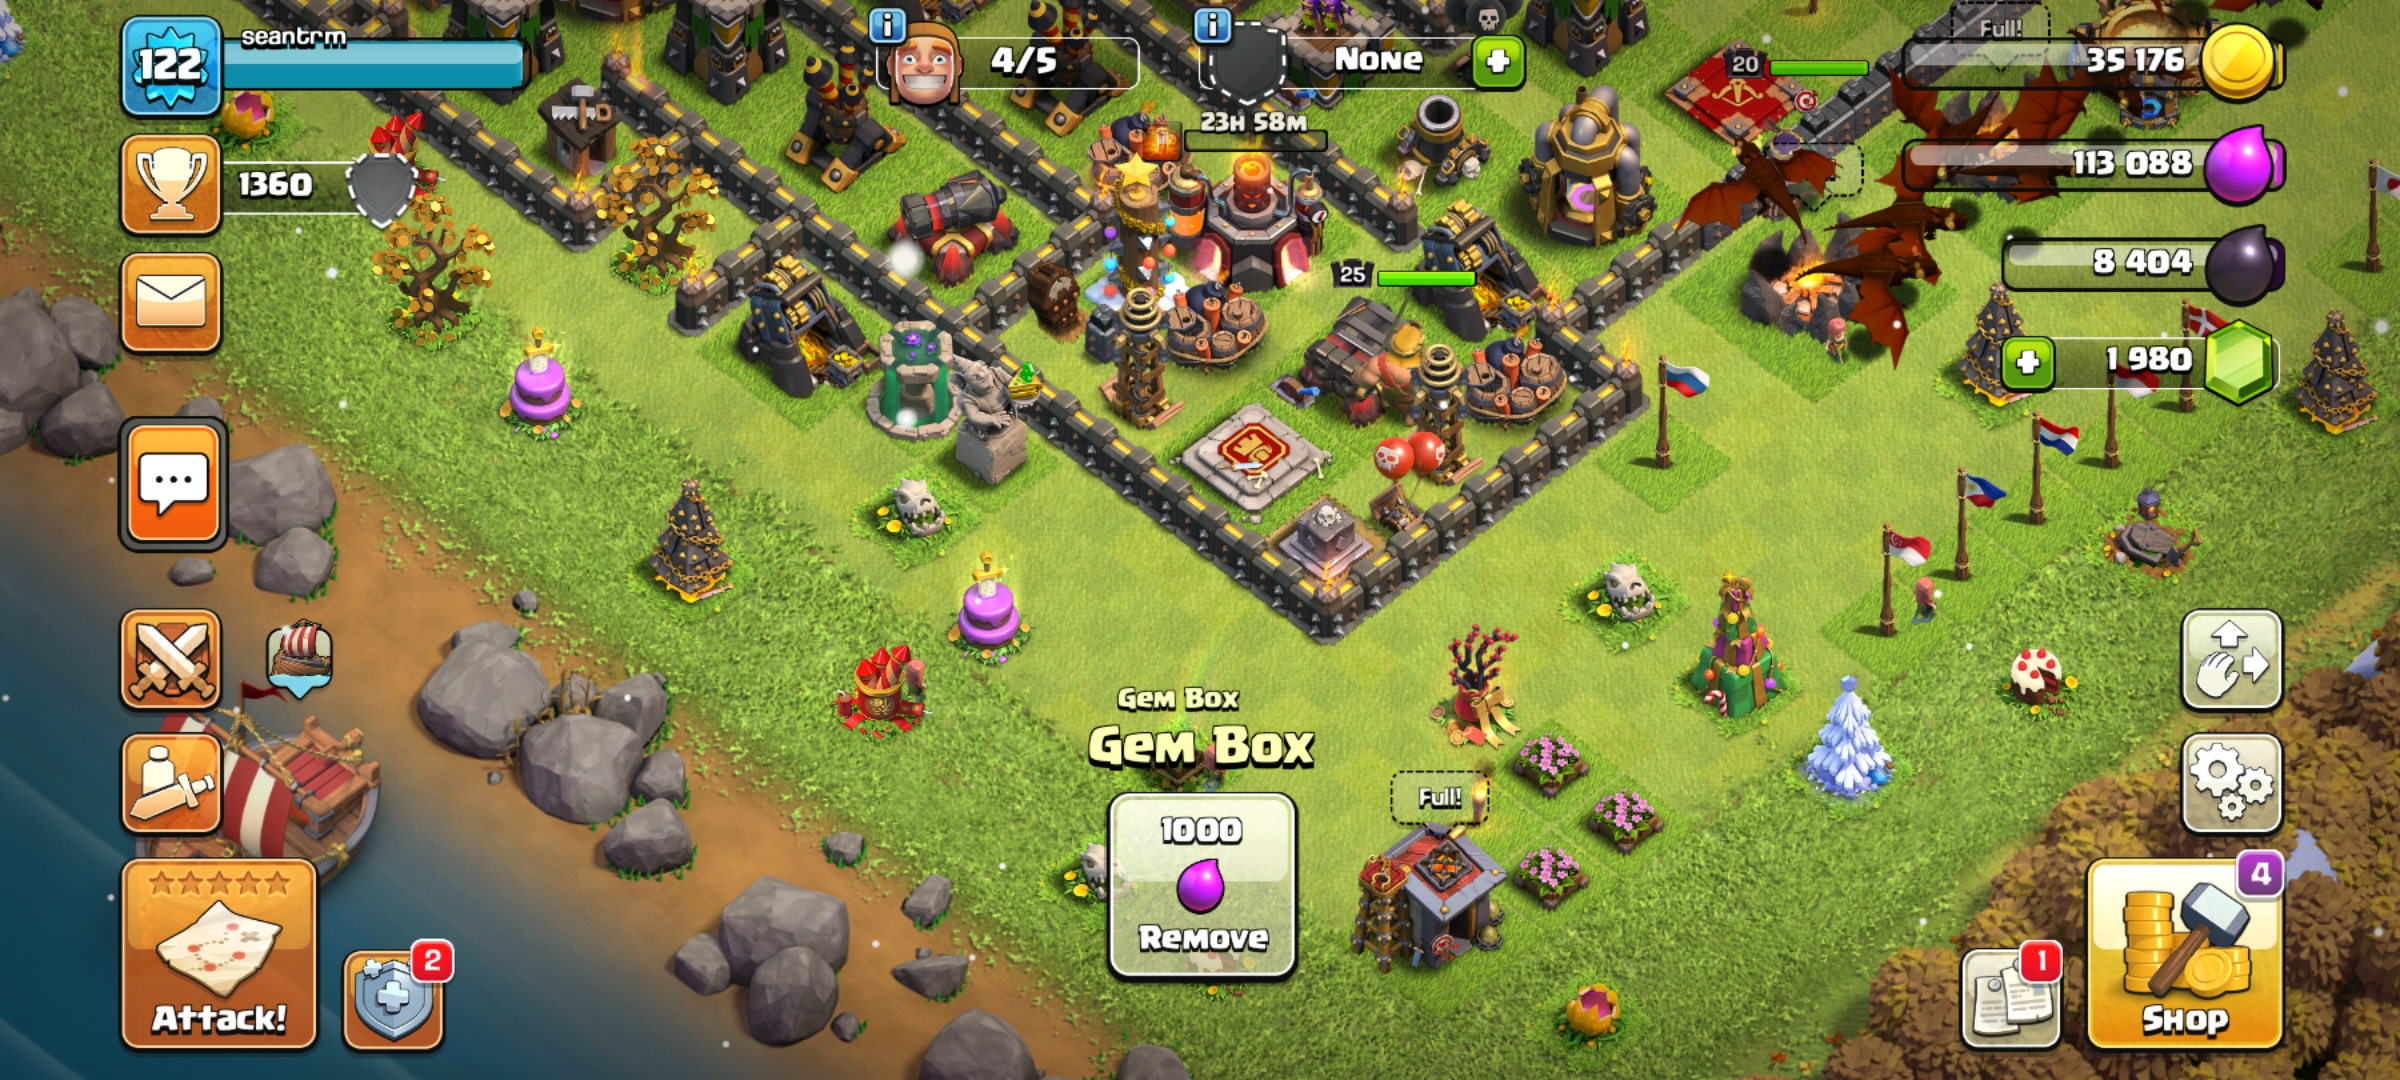 122
seantrm
4/5
None
Full!
35 176
20
23H 58M
113 088
1360
8 404
25
1 980
Gem Box
Gem Box
Full!
1000
Remove
4
2
1
Attack!
Shop